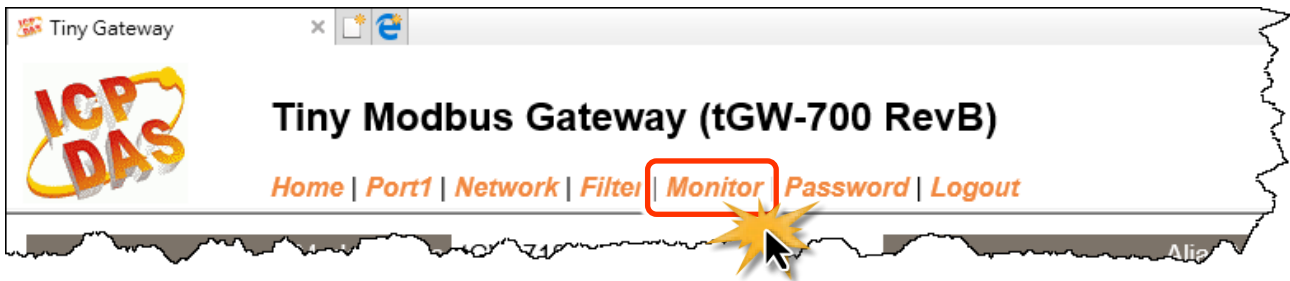 Tiny Gateway
ICP
DAS
Tiny Modbus Gateway (tGW-700 RevB)
Home | Port1 | Network | Filter | Monitor | Password | Logout